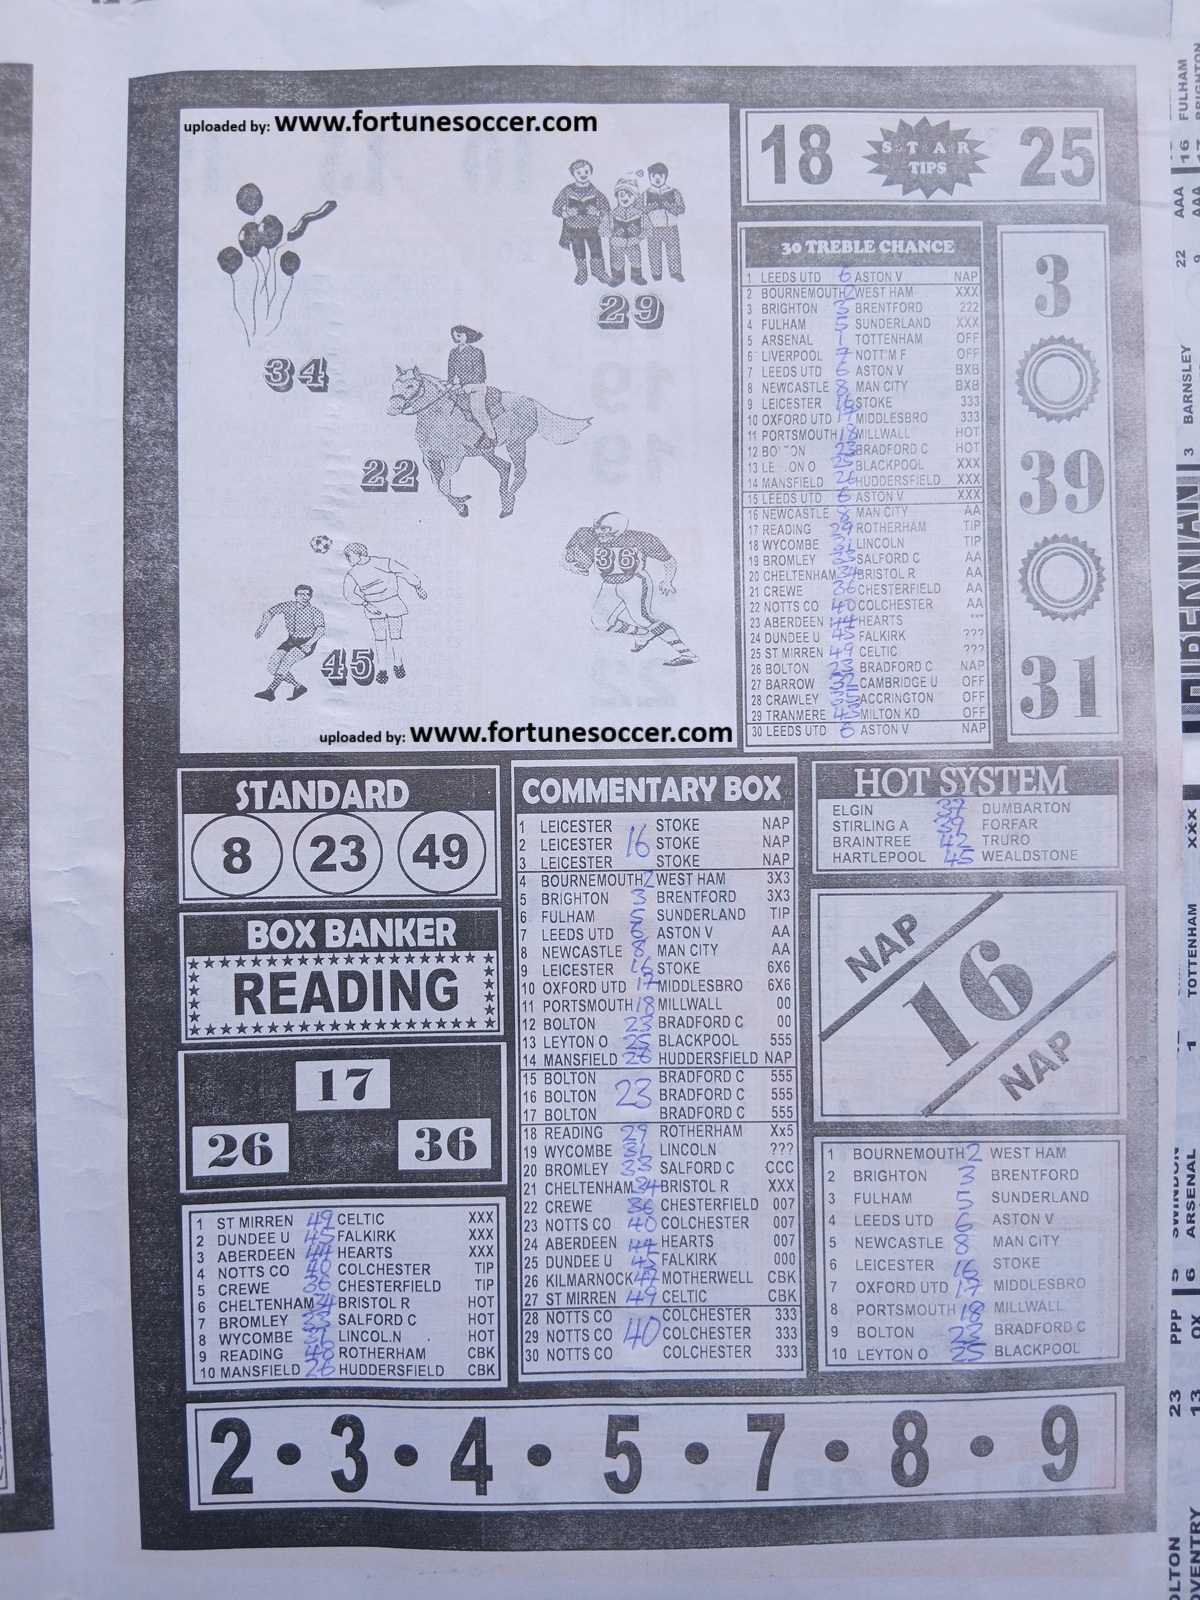 uploaded by: www.fortunesoccer.com
29
34
22
36
45
uploaded by: www.fortunesoccer.com
18 STAR TIPS 25
30 TREBLE CHANCE
1 LEEDS UTD 6 ASTON V NAP
2 BOURNEMOUTH 2 WEST HAM XXX
3 BRIGHTON 3 BRENTFORD 222
4 FULHAM 5 SUNDERLAND XXX
5 ARSENAL 1 TOTTENHAM OFF
6 LIVERPOOL 7 NOTT'M F OFF
7 LEEDS UTD 6 ASTON V BXB
8 NEWCASTLE 8 MAN CITY BXB
9 LEICESTER 16 STOKE 333
10 OXFORD UTD 17 MIDDLESBRO 333
11 PORTSMOUTH 18 MILLWALL HOT
12 23 BRADFORD C HOT
13 25 BLACKPOOL XXX
14 MANSFIELD 26 HUDDERSFIELD XXX
15 LEEDS UTD 6 ASTON V XXX
16 NEWCASTLE 8 MAN CITY AA
17 READING 29 ROTHERHAM TIP
18 WYCOMBE 31 LINCOLN TIP
19 BROMLEY 33 SALFORD C AA
20 CHELTENHAM 34 BRISTOL R AA
21 CREWE 36 CHESTERFIELD AA
22 NOTTS CO 40 COLCHESTER AA
23 ABERDEEN 44 HEARTS ***
24 DUNDEE U 45 FALKIRK ???
25 ST MIRREN 49 CELTIC ???
26 BOLTON 23 BRADFORD C NAP
27 BARROW CAMBRIDGE U OFF
28 CRAWLEY 35 ACCRINGTON OFF
29 TRANMERE 43 MILTON KD OFF
30 LEEDS UTD 6 ASTON V NAP
3
39
31
STANDARD
8 23 49
BOX BANKER
READING
17
26 36
1 ST MIRREN 49 CELTIC XXX
2 DUNDEE U 45 FALKIRK XXX
3 ABERDEEN 44 HEARTS XXX
4 NOTTS CO 40 COLCHESTER TIP
5 CREWE 36 CHESTERFIELD TIP
6 CHELTENHAM 34 BRISTOL R HOT
7 BROMLEY 33 SALFORD C HOT
8 WYCOMBE 31 LINCOLN HOT
9 READING ROTHERHAM CBK
10 MANSFIELD 26 HUDDERSFIELD CBK
COMMENTARY BOX
1 LEICESTER STOKE NAP
2 LEICESTER 16 STOKE NAP
3 LEICESTER STOKE NAP
4 BOURNEMOUTH 2 WEST HAM 3X3
5 BRIGHTON 3 BRENTFORD 3X3
6 FULHAM 5 SUNDERLAND TIP
7 LEEDS UTD 6 ASTON V AA
8 NEWCASTLE 8 MAN CITY AA
9 LEICESTER 16 STOKE 6X6
10 OXFORD UTD 17 MIDDLESBRO 6X6
11 PORTSMOUTH 18 MILLWALL 00
12 BOLTON 23 BRADFORD C 00
13 LEYTON O 25 BLACKPOOL 555
14 MANSFIELD 26 HUDDERSFIELD NAP
15 BOLTON BRADFORD C 555
16 BOLTON 23 BRADFORD C 555
17 BOLTON BRADFORD C 555
18 READING 29 ROTHERHAM Xx5
19 WYCOMBE 31 LINCOLN ???
20 BROMLEY 33 SALFORD C CCC
21 CHELTENHAM 34 BRISTOL R XXX
22 CREWE 36 CHESTERFIELD 007
23 NOTTS CO 40 COLCHESTER 007
24 ABERDEEN 44 HEARTS 007
25 DUNDEE U 45 FALKIRK 000
26 KILMARNOCK 47 MOTHERWELL CBK
27 ST MIRREN 49 CELTIC CBK
28 NOTTS CO COLCHESTER 333
29 NOTTS CO 40 COLCHESTER 333
30 NOTTS CO COLCHESTER 333
HOT SYSTEM
ELGIN 37 DUMBARTON
STIRLING A 39 FORFAR
BRAINTREE 42 TRURO
HARTLEPOOL 45 WEALDSTONE
NAP
16
NAP
1 BOURNEMOUTH 2 WEST HAM
2 BRIGHTON 3 BRENTFORD
3 FULHAM 5 SUNDERLAND
4 LEEDS UTD 6 ASTON V
5 NEWCASTLE 8 MAN CITY
6 LEICESTER 16 STOKE
7 OXFORD UTD 17 MIDDLESBRO
8 PORTSMOUTH 18 MILLWALL
9 BOLTON 23 BRADFORD C
10 LEYTON O 25 BLACKPOOL
2 • 3 • 4 • 5 • 7 • 8 • 9
16 FULHAM
22 AAA
3 BARNSLEY
XXX
1 TOTTENHAM
5 SWINDON
6 ARSENAL
23 PPP
13 OX